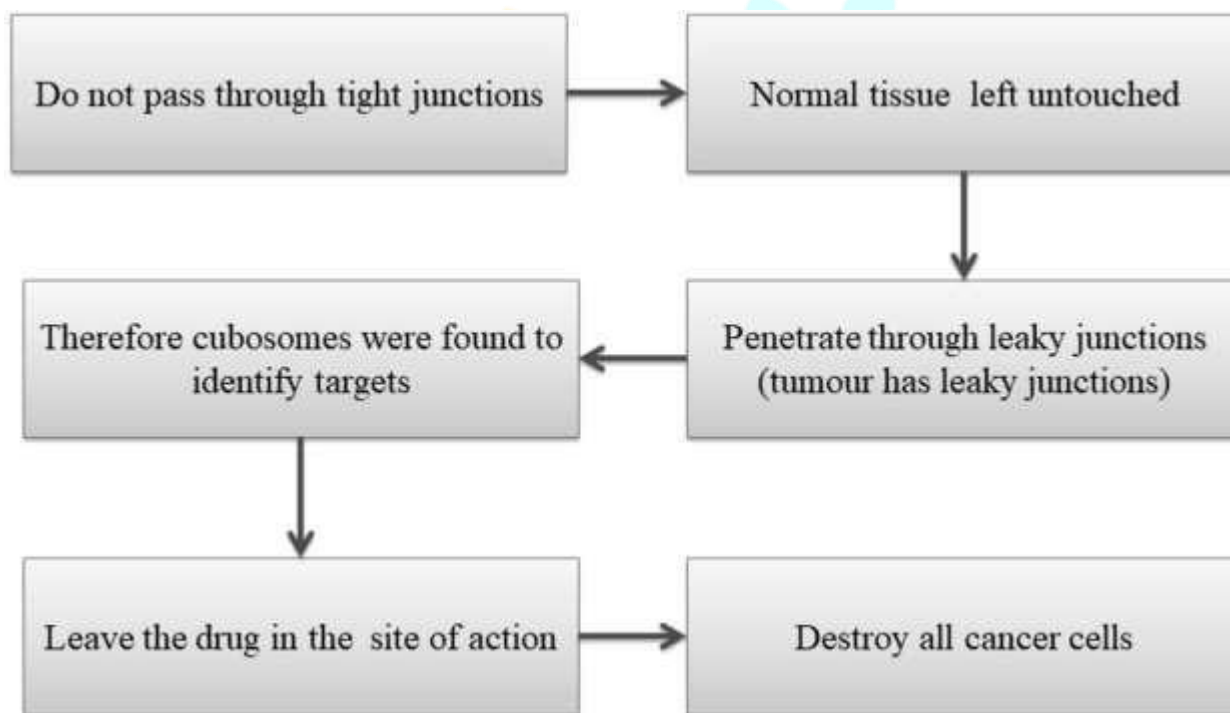 Do not pass through tight junctions
Normal tissue left untouched
Penetrate through leaky junctions
(tumour has leaky junctions)
Therefore cubosomes were found to
identify targets
Leave the drug in the site of action
Destroy all cancer cells